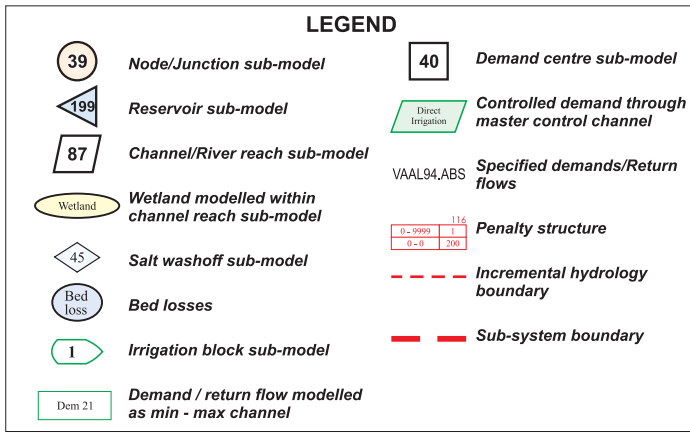 LEGEND
39
Node/Junction sub-model
199
Reservoir sub-model
87
Channel/River reach sub-model
Wetland
Wetland modelled within
channel reach sub-model
45
Salt washoff sub-model
Bed
loss
Bed losses
1
Irrigation block sub-model
Dem 21
Demand / return flow modelled
as min - max channel
40
Demand centre sub-model
Direct
Irrigation
Controlled demand through
master control channel
VAAL94.ABS
Specified demands/Return
flows
116
0 - 9999 1
0 - 0 200
Penalty structure
Incremental hydrology
boundary
Sub-system boundary